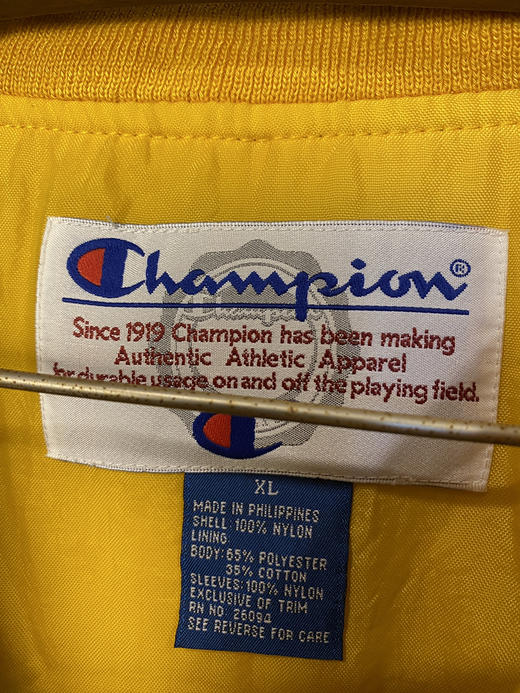 Champion®
Champion
Since 1919 Champion has been making
Authentic Athletic Apparel
for durable usage on and off the playing field.
XL
MADE IN PHILIPPINES
SHELL: 100% NYLON
LINING
BODY: 65% POLYESTER
35% COTTON
SLEEVES: 100% NYLON
EXCLUSIVE OF TRIM
RN NO. 26094
SEE REVERSE FOR CARE